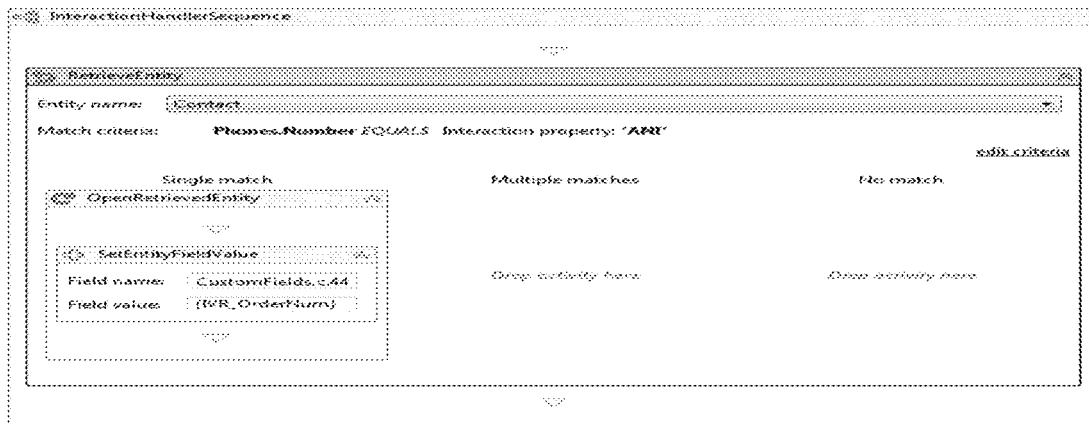 InteractionHandlerSequence
RetrieveEntity
Entity name: Contact
Match criteria: Phones.Number EQUALS Interaction property: "ANI"
edit criteria
Single match Multiple matches No match
OpenRetrievedEntity
SetEntityFieldValue
Field name: CustomFields.c.44
Drop activity here Drop activity here
Field value: {IVR_OrderNum}